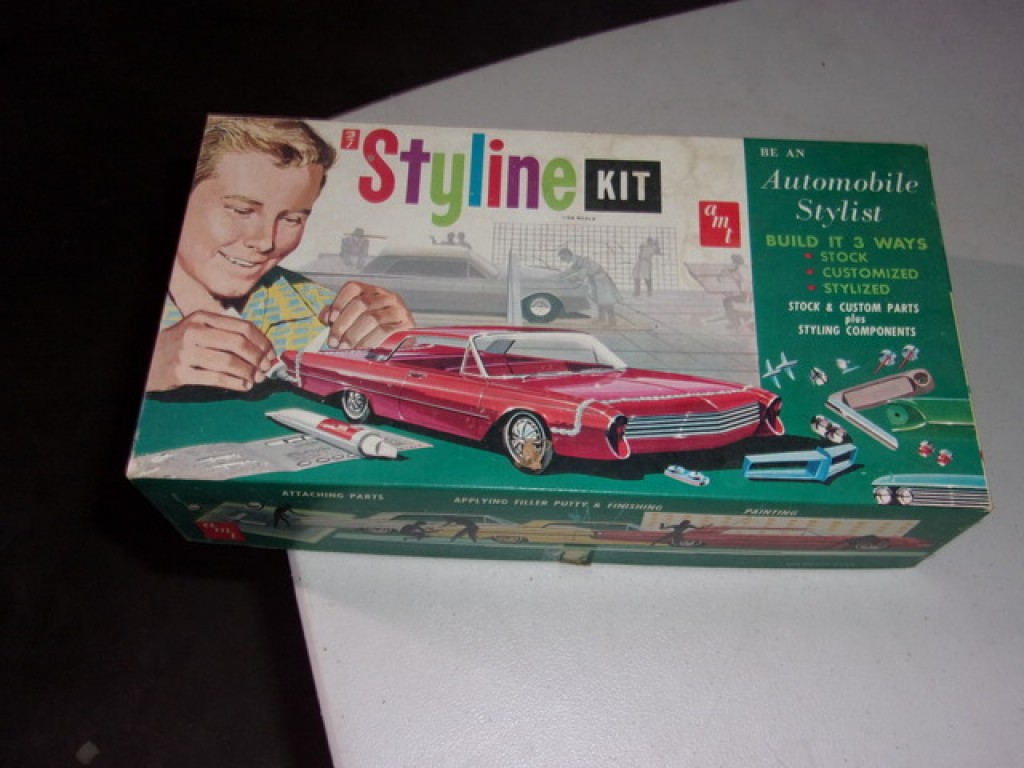 Styline KIT
amt
BE AN
Automobile
Stylist
BUILD IT 3 WAYS
• STOCK
• CUSTOMIZED
• STYLIZED
STOCK & CUSTOM PARTS
plus
STYLING COMPONENTS
ATTACHING PARTS
APPLYING FILLER PUTTY & FINISHING
PAINTING
amt